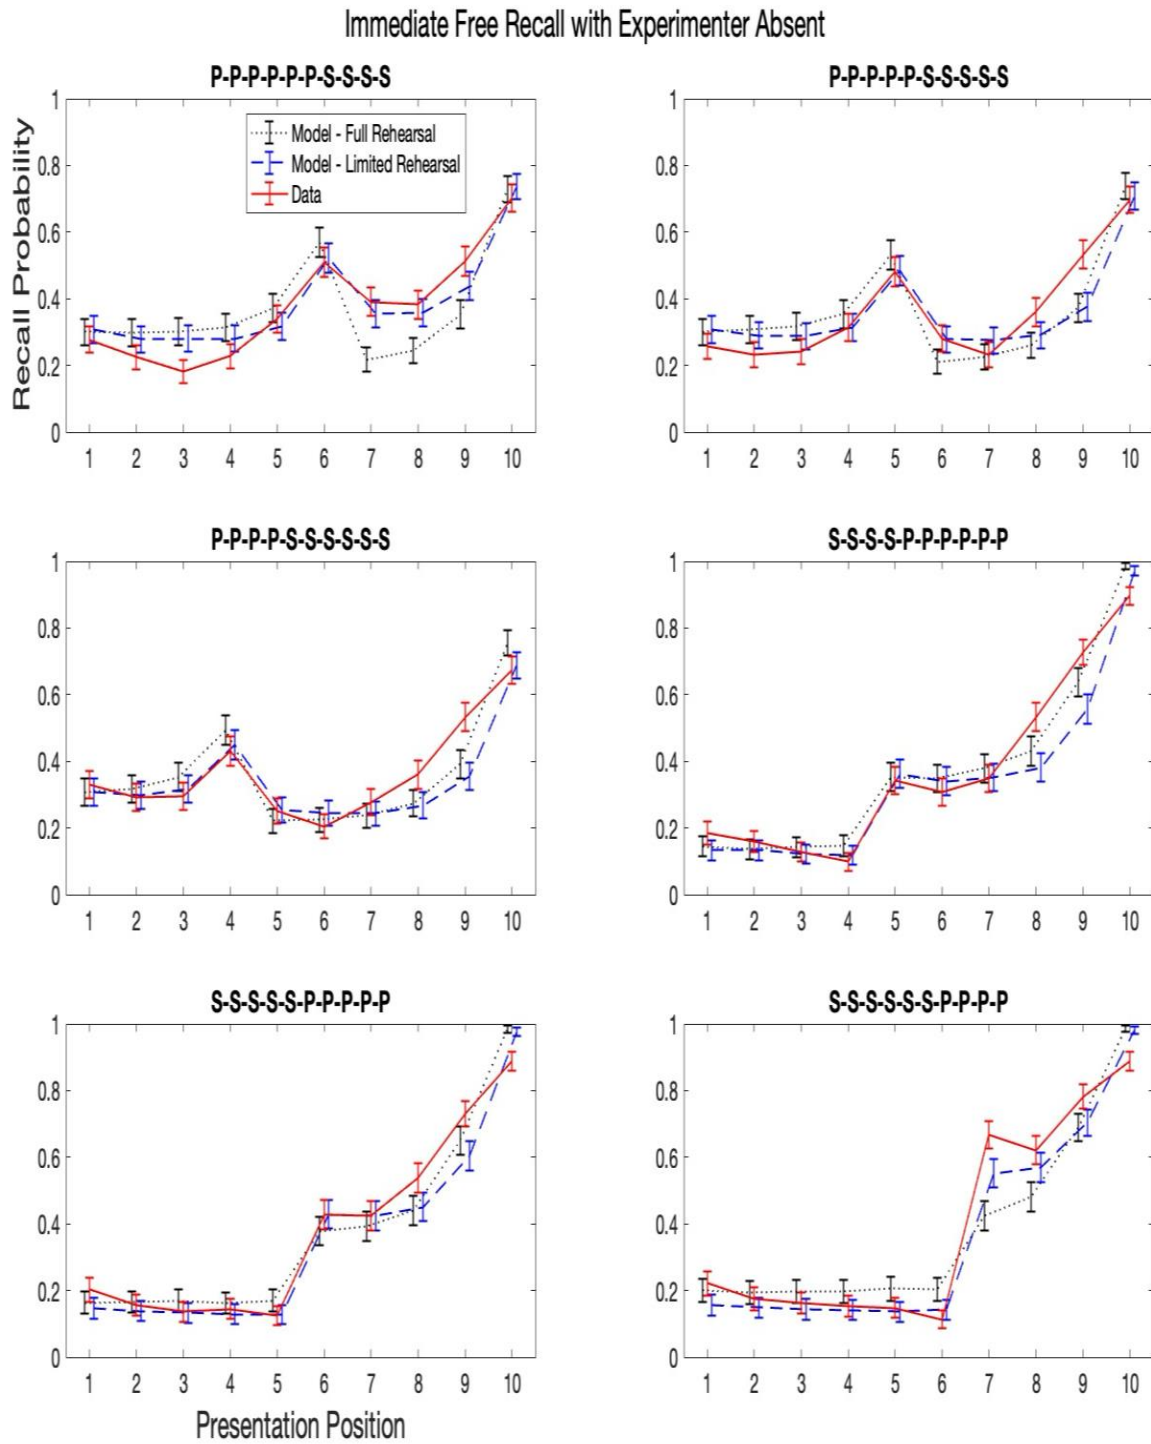 Immediate Free Recall with Experimenter Absent
P-P-P-P-P-P-S-S-S-S
Recall Probability
1
0.8
0.6
0.4
0.2
0
Model - Full Rehearsal
Model - Limited Rehearsal
Data
1 2 3 4 5 6 7 8 9 10
P-P-P-P-P-S-S-S-S-S
1
0.8
0.6
0.4
0.2
0
1 2 3 4 5 6 7 8 9 10
P-P-P-P-S-S-S-S-S-S
1
0.8
0.6
0.4
0.2
0
1 2 3 4 5 6 7 8 9 10
S-S-S-S-P-P-P-P-P-P
1
0.8
0.6
0.4
0.2
0
1 2 3 4 5 6 7 8 9 10
S-S-S-S-S-P-P-P-P-P
1
0.8
0.6
0.4
0.2
0
1 2 3 4 5 6 7 8 9 10
Presentation Position
S-S-S-S-S-S-P-P-P-P
1
0.8
0.6
0.4
0.2
0
1 2 3 4 5 6 7 8 9 10